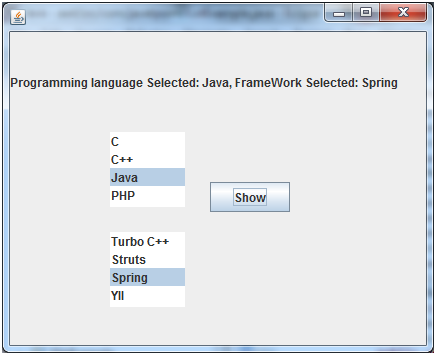 Programming language Selected: Java, FrameWork Selected: Spring
C
C++
Java
PHP
Show
Turbo C++
Struts
Spring
YII